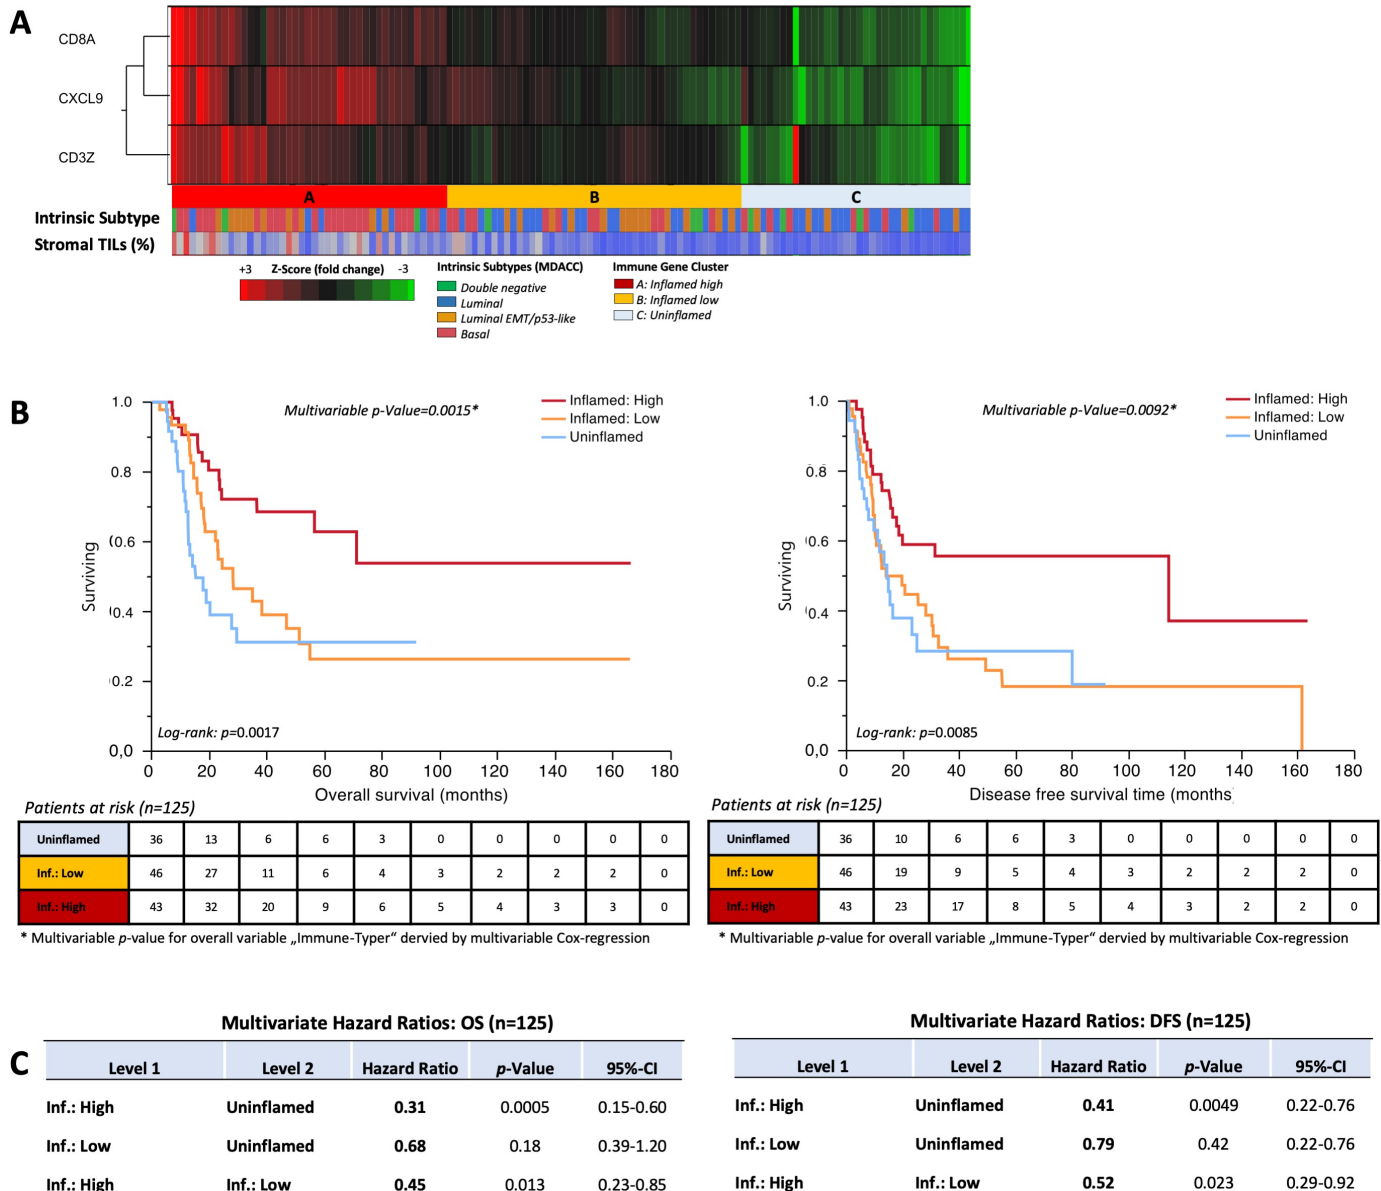 A
CD8A
CXCL9
CD3Z
A B C
Intrinsic Subtype
Stromal TILs (%)
+3 Z-Score (fold change) -3
Intrinsic Subtypes (MDACC)
Double negative
Luminal
Luminal EMT/p53-like
Basal
Immune Gene Cluster
A: Inflamed high
B: Inflamed low
C: Uninflamed
B
Multivariable p-Value=0.0015*
Inflamed: High
Inflamed: Low
Uninflamed
1.0
0.8
0.6
0.4
0.2
0,0
Surviving
Log-rank: p=0.0017
0 20 40 60 80 100 120 140 160 180
Overall survival (months)
Patients at risk (n=125)
Uninflamed 36 13 6 6 3 0 0 0 0 0
Inf.: Low 46 27 11 6 4 3 2 2 2 0
Inf.: High 43 32 20 9 6 5 4 3 3 0
* Multivariable p-value for overall variable „Immune-Typer“ dervied by multivariable Cox-regression
Multivariable p-Value=0.0092*
Inflamed: High
Inflamed: Low
Uninflamed
1.0
0.8
0.6
0.4
0.2
0,0
Surviving
Log-rank: p=0.0085
0 20 40 60 80 100 120 140 160 180
Disease free survival time (months)
Patients at risk (n=125)
Uninflamed 36 10 6 6 3 0 0 0 0 0
Inf.: Low 46 19 9 5 4 3 2 2 2 0
Inf.: High 43 23 17 8 5 4 3 2 2 0
* Multivariable p-value for overall variable „Immune-Typer“ dervied by multivariable Cox-regression
C
Multivariate Hazard Ratios: OS (n=125)
Level 1 Level 2 Hazard Ratio p-Value 95%-CI
Inf.: High Uninflamed 0.31 0.0005 0.15-0.60
Inf.: Low Uninflamed 0.68 0.18 0.39-1.20
Inf.: High Inf.: Low 0.45 0.013 0.23-0.85
Multivariate Hazard Ratios: DFS (n=125)
Level 1 Level 2 Hazard Ratio p-Value 95%-CI
Inf.: High Uninflamed 0.41 0.0049 0.22-0.76
Inf.: Low Uninflamed 0.79 0.42 0.22-0.76
Inf.: High Inf.: Low 0.52 0.023 0.29-0.92